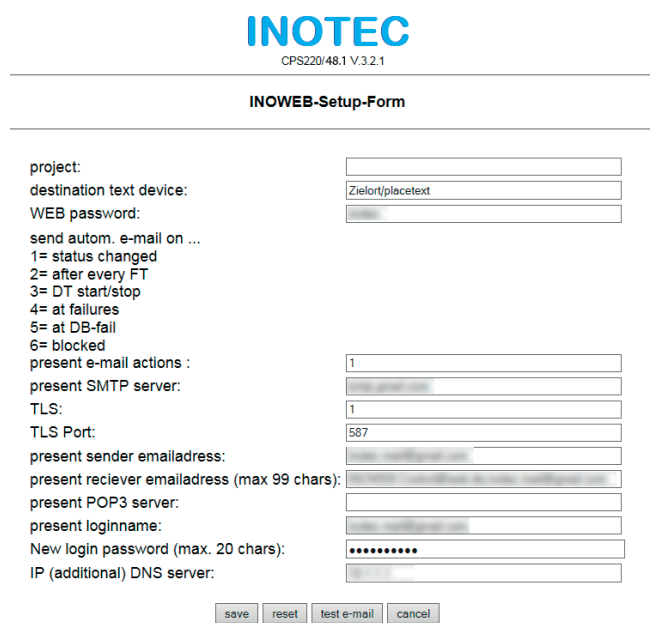 INOTEC
CPS220/48.1 V.3.2.1
INOWEB-Setup-Form
project:
destination text device: Zielort/placetext
WEB password:
send autom. e-mail on ...
1= status changed
2= after every FT
3= DT start/stop
4= at failures
5= at DB-fail
6= blocked
present e-mail actions : 1
present SMTP server:
TLS: 1
TLS Port: 587
present sender emailadress:
present reciever emailadress (max 99 chars):
present POP3 server:
present loginname:
New login password (max. 20 chars): ●●●●●●●●●●
IP (additional) DNS server:
save reset test e-mail cancel